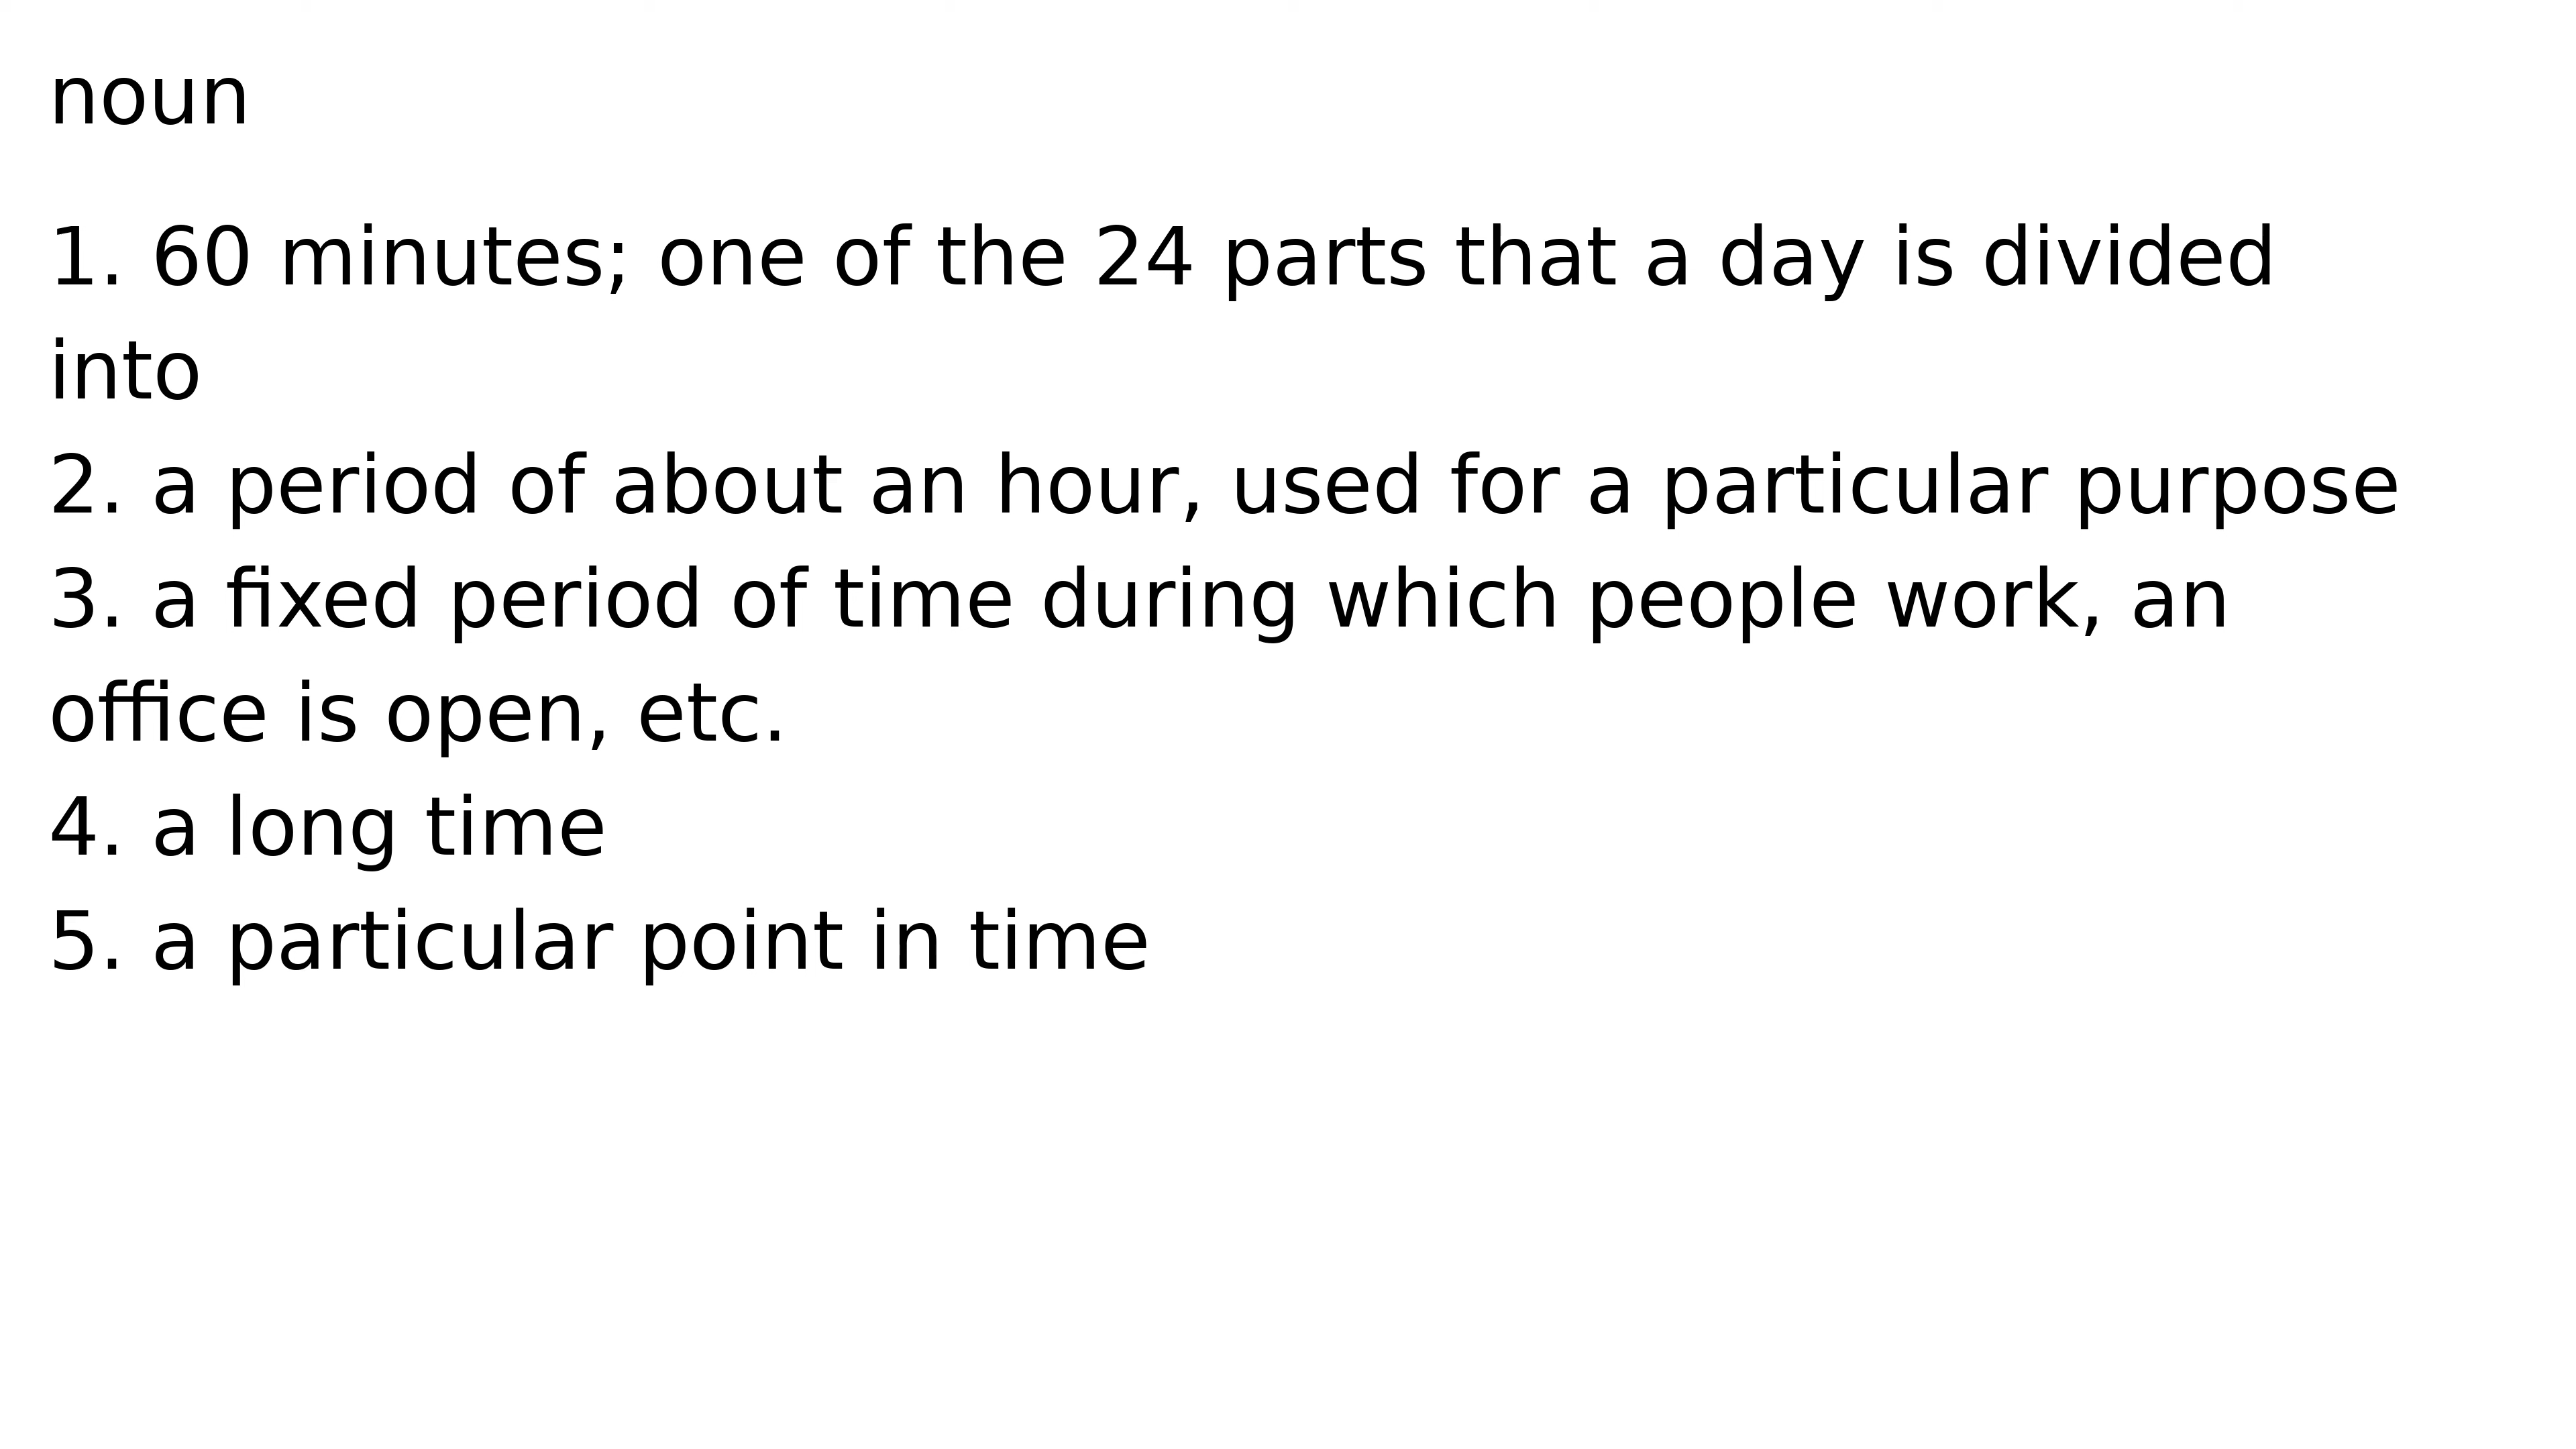 noun
1. 60 minutes; one of the 24 parts that a day is divided
into
2. a period of about an hour, used for a particular purpose
3. a fixed period of time during which people work, an
office is open, etc.
4. a long time
5. a particular point in time